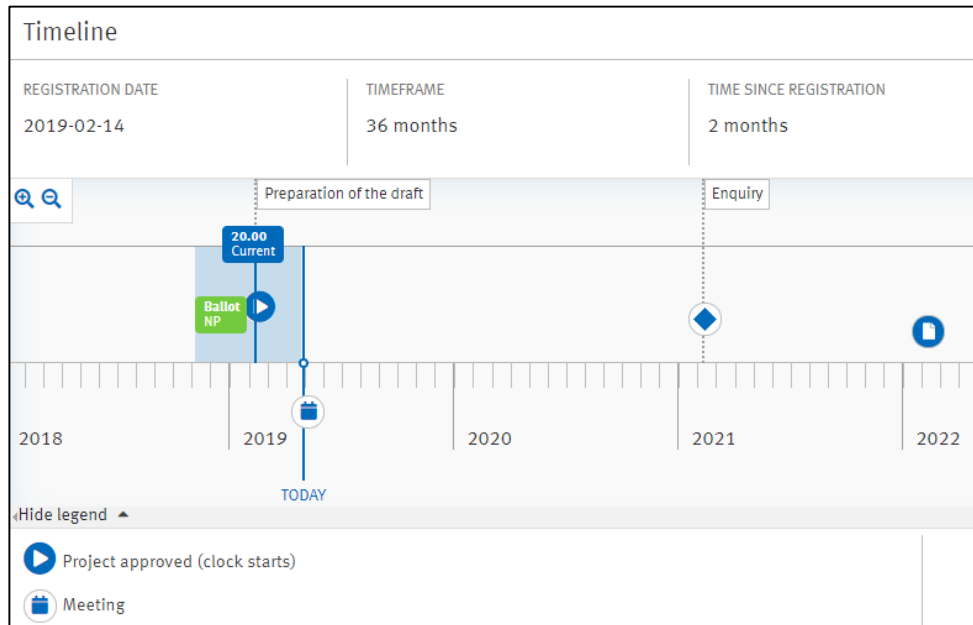 Timeline
REGISTRATION DATE
2019-02-14
TIMEFRAME
36 months
TIME SINCE REGISTRATION
2 months
Preparation of the draft
Enquiry
20.00
Current
Ballot
NP
2018
2019
2020
2021
2022
TODAY
Hide legend
Project approved (clock starts)
Meeting